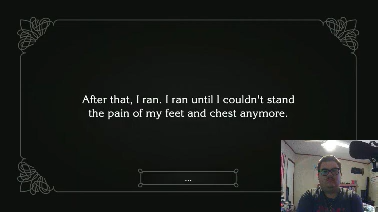 After that, I ran. I ran until I couldn't stand
the pain of my feet and chest anymore.
...